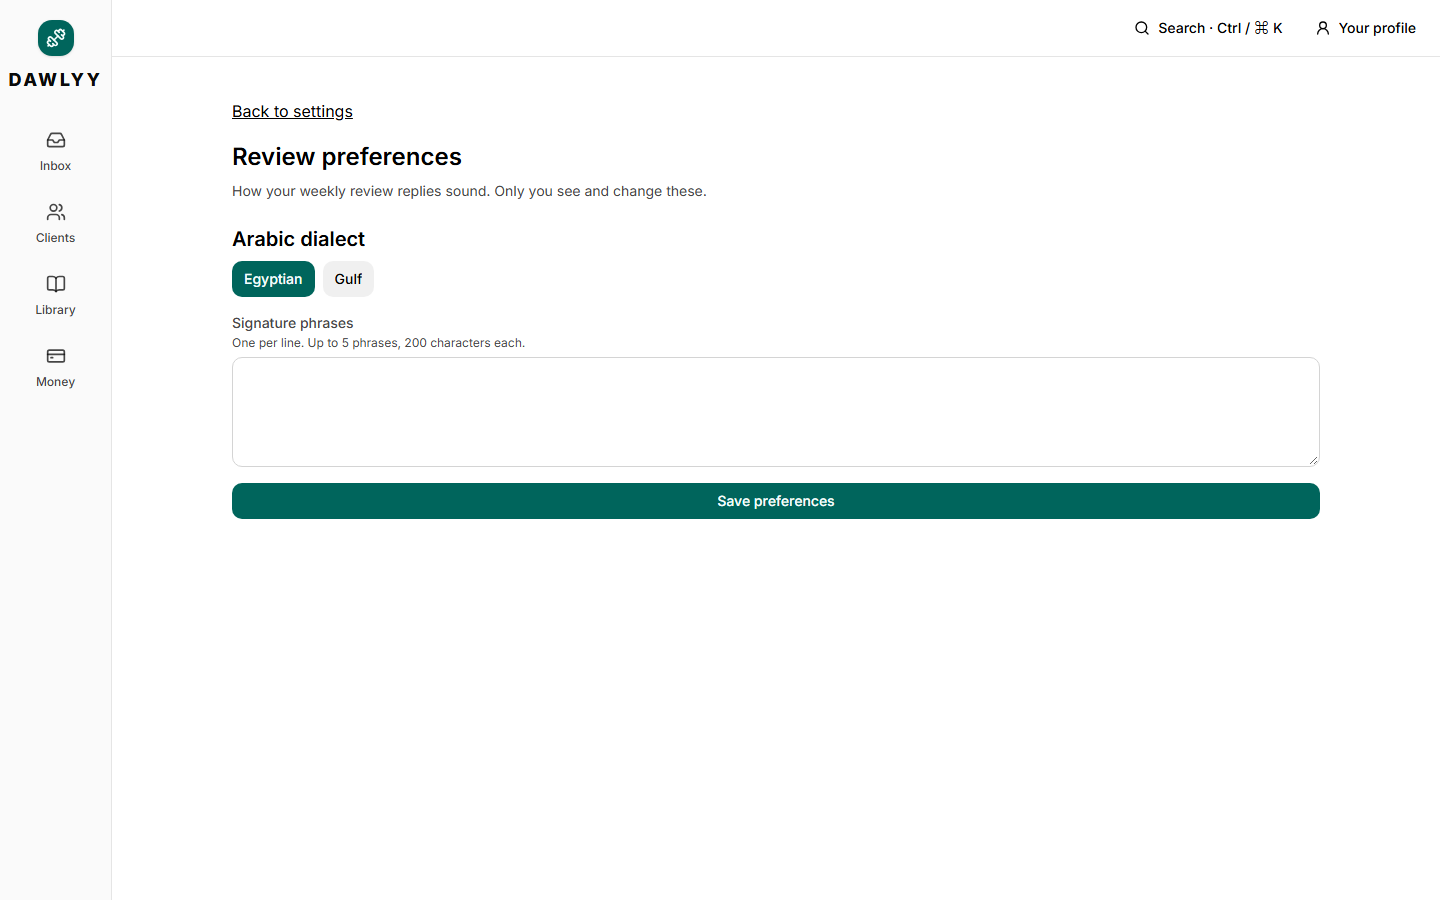 DAWLYY
Inbox
Clients
Library
Money
Search · Ctrl / ⌘ K
Your profile
Back to settings
Review preferences
How your weekly review replies sound. Only you see and change these.
Arabic dialect
Egyptian
Gulf
Signature phrases
One per line. Up to 5 phrases, 200 characters each.
Save preferences